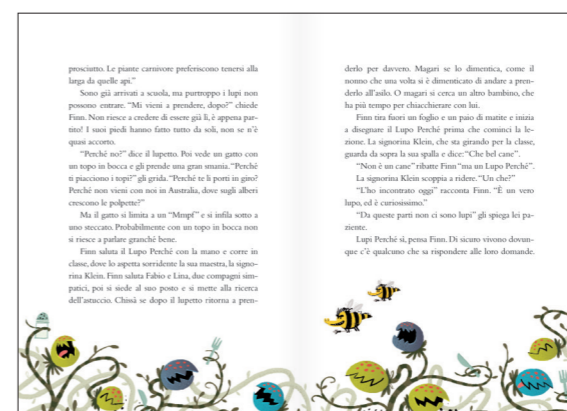 prosciutto. Le piante carnivore preferiscono tenersi alla
larga da quelle api.”
Sono già arrivati a scuola, ma purtroppo i lupi non
possono entrare. “Mi vieni a prendere, dopo?” chiede
Finn. Non riesce a credere di essere già lì, è appena par-
tito! I suoi piedi hanno fatto tutto da soli, non se n’è
quasi accorto.
“Perché no?” dice il lupetto. Poi vede un gatto con
un topo in bocca e gli prende una gran smania. “Perché
ti piacciono i topi?” gli grida. “Perché te li porti in giro?
Perché non vieni con noi in Australia, dove sugli alberi
crescono le polpette?”
Ma il gatto si limita a un “Mmpf” e si infila sotto a
uno steccato. Probabilmente con un topo in bocca non
si riesce a parlare granché bene.
Finn saluta il Lupo Perché con la mano e corre in
classe, dove lo aspetta sorridente la sua maestra, la signo-
rina Klein. Finn saluta Fabio e Lina, due compagni sim-
patici, poi si siede al suo posto e si mette alla ricerca
dell’astuccio. Chissà se dopo il lupetto ritorna a pren-
derlo per davvero. Magari se lo dimentica, come il
nonno che una volta si è dimenticato di andare a pren-
derlo all’asilo. O magari si cerca un altro bambino, che
ha più tempo per chiacchierare con lui.
Finn tira fuori un foglio e un paio di matite e inizia
a disegnare il Lupo Perché prima che cominci la le-
zione. La signorina Klein, che sta girando per la classe,
guarda da sopra la sua spalla e dice: “Che bel cane”.
“Non è un cane” ribatte Finn “ma un Lupo Perché”.
La signorina Klein scoppia a ridere. “Un che?”
“L’ho incontrato oggi” racconta Finn. “È un vero
lupo, ed è curiosissimo.”
“Da queste parti non ci sono lupi” gli spiega lei pa-
ziente.
Lupi Perché sì, pensa Finn. Di sicuro vivono dovun-
que c’è qualcuno che sa rispondere alle loro domande.